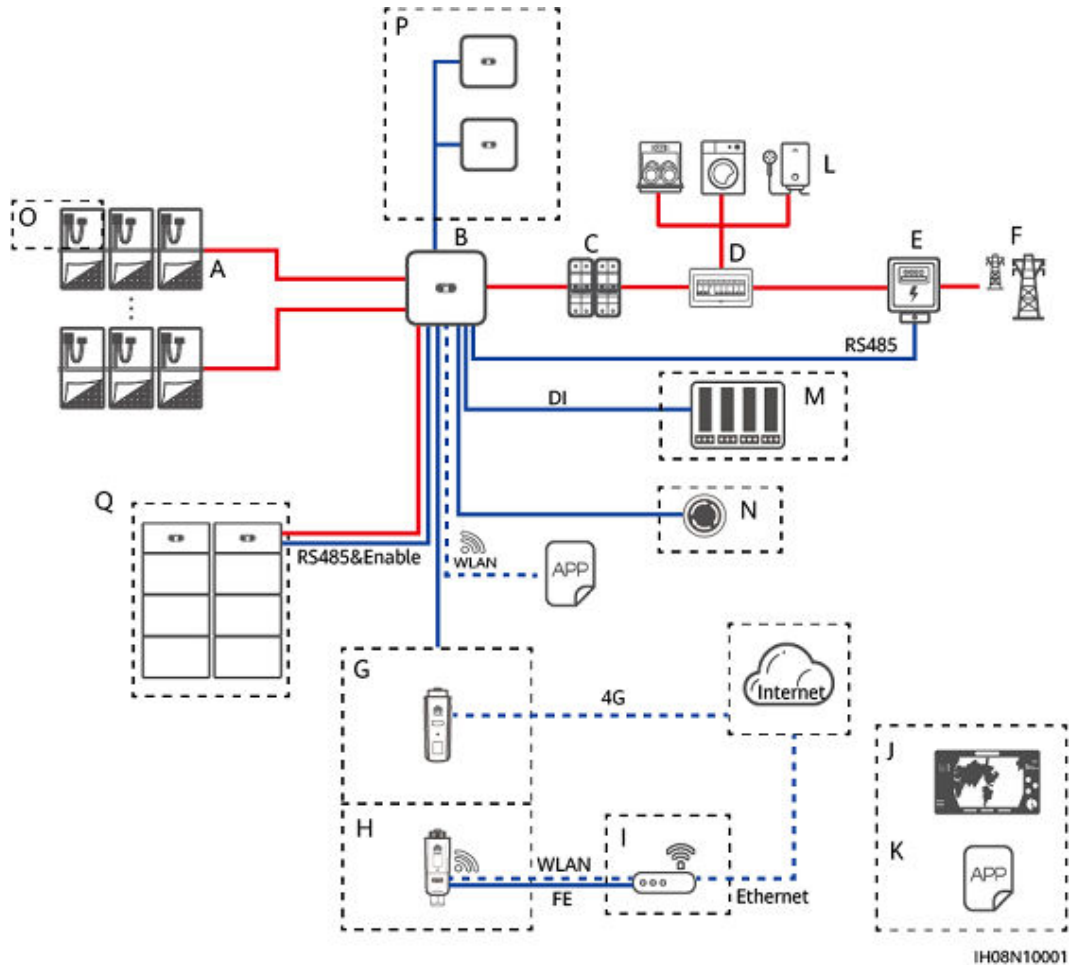 P
L
O
A
B
C
D
E
F
RS485
DI
M
N
Q
RS485&Enable
WLAN
APP
G
4G
Internet
H
WLAN
FE
I
Ethernet
J
K
APP
IH08N10001